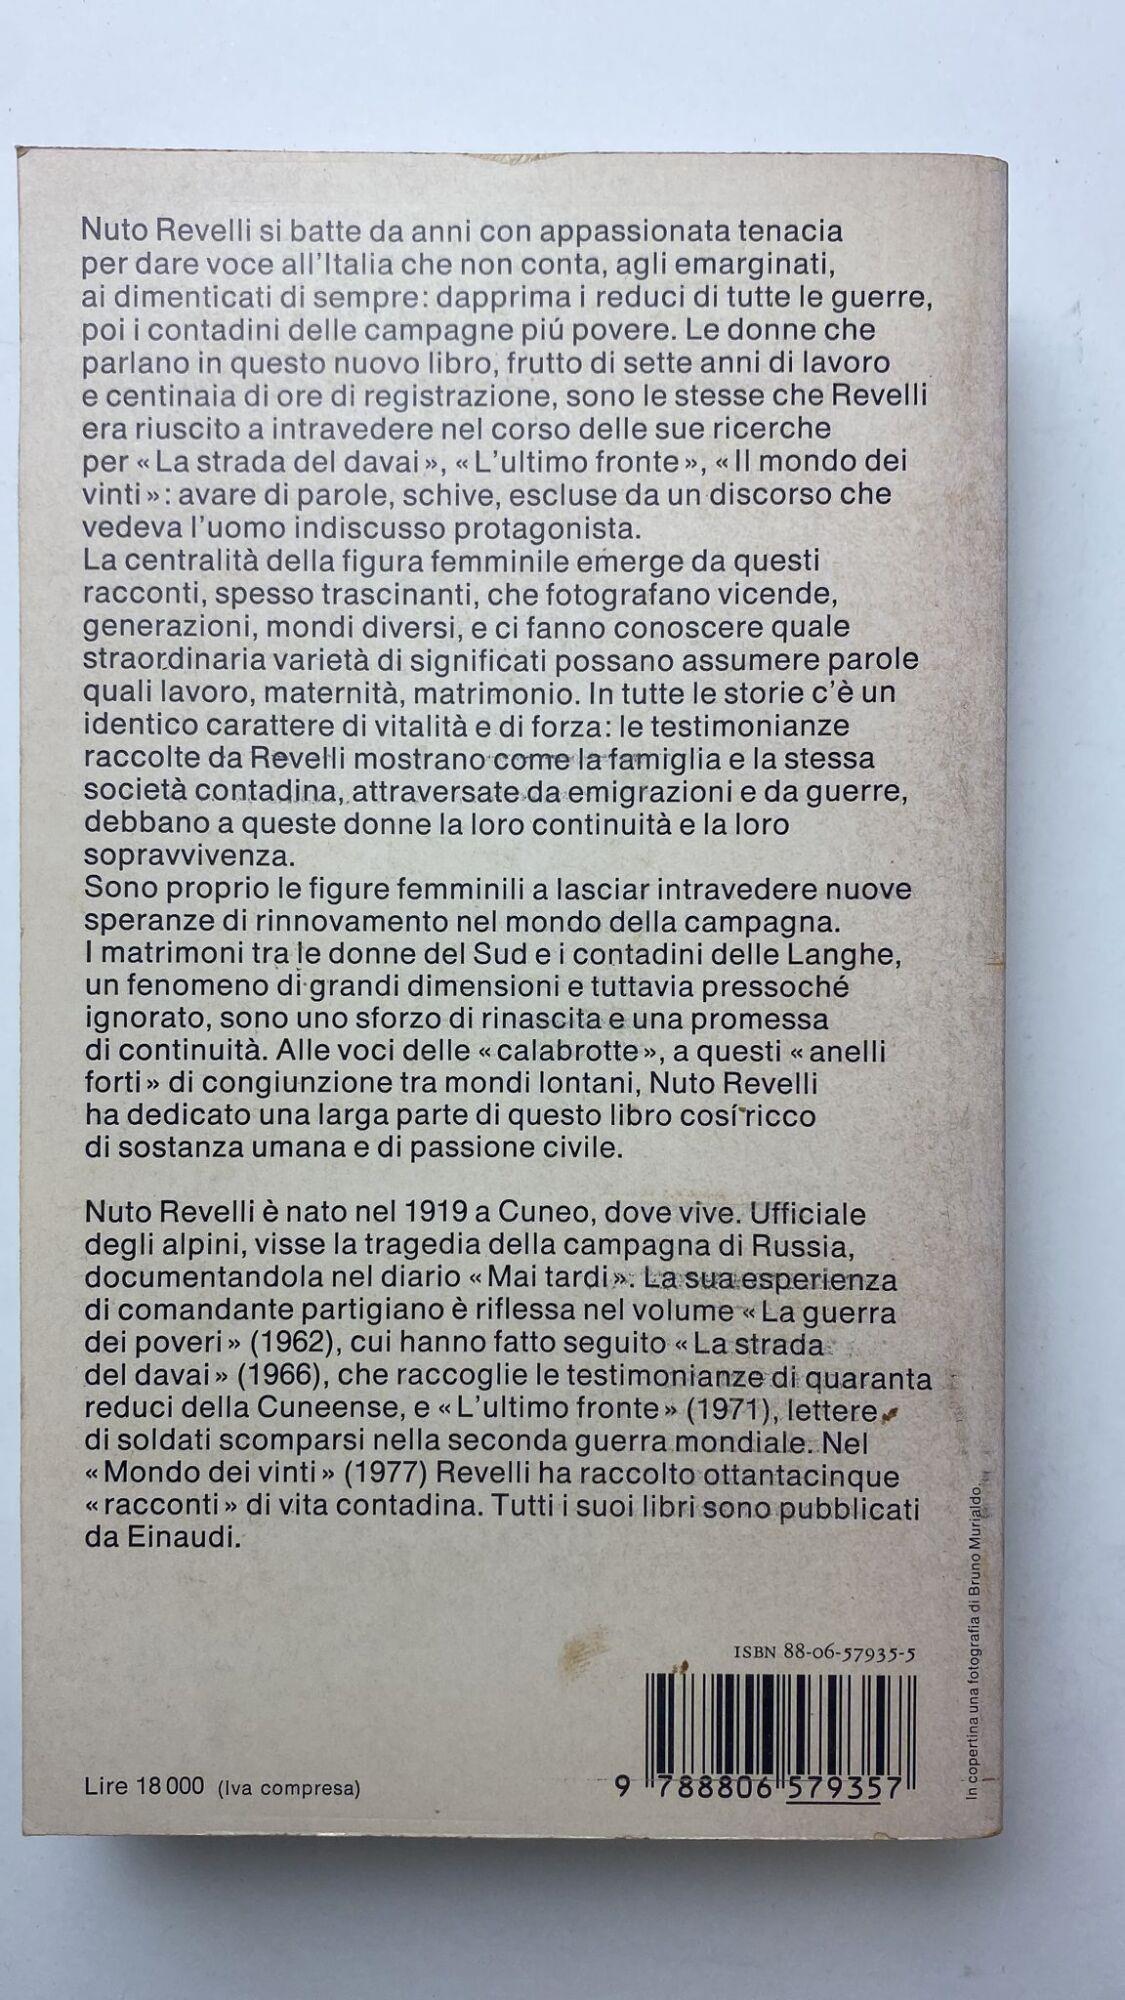 Nuto Revelli si batte da anni con appassionata tenacia
per dare voce all'Italia che non conta, agli emarginati,
ai dimenticati di sempre: dapprima i reduci di tutte le guerre,
poi i contadini delle campagne piú povere. Le donne che
parlano in questo nuovo libro, frutto di sette anni di lavoro
e centinaia di ore di registrazione, sono le stesse che Revelli
era riuscito a intravedere nel corso delle sue ricerche
per «La strada del davai», «L'ultimo fronte», «Il mondo dei
vinti»: avare di parole, schive, escluse da un discorso che
vedeva l'uomo indiscusso protagonista.
La centralità della figura femminile emerge da questi
racconti, spesso trascinanti, che fotografano vicende,
generazioni, mondi diversi, e ci fanno conoscere quale
straordinaria varietà di significati possano assumere parole
quali lavoro, maternità, matrimonio. In tutte le storie c'è un
identico carattere di vitalità e di forza: le testimonianze
raccolte da Revelli mostrano come la famiglia e la stessa
società contadina, attraversate da emigrazioni e da guerre,
debbano a queste donne la loro continuità e la loro
sopravvivenza.
Sono proprio le figure femminili a lasciar intravedere nuove
speranze di rinnovamento nel mondo della campagna.
I matrimoni tra le donne del Sud e i contadini delle Langhe,
un fenomeno di grandi dimensioni e tuttavia pressoché
ignorato, sono uno sforzo di rinascita e una promessa
di continuità. Alle voci delle «calabrotte», a questi «anelli
forti» di congiunzione tra mondi lontani, Nuto Revelli
ha dedicato una larga parte di questo libro cosí ricco
di sostanza umana e di passione civile.
Nuto Revelli è nato nel 1919 a Cuneo, dove vive. Ufficiale
degli alpini, visse la tragedia della campagna di Russia,
documentandola nel diario «Mai tardi». La sua esperienza
di comandante partigiano è riflessa nel volume «La guerra
dei poveri» (1962), cui hanno fatto seguito «La strada
del davai» (1966), che raccoglie le testimonianze di quaranta
reduci della Cuneense, e «L'ultimo fronte» (1971), lettere
di soldati scomparsi nella seconda guerra mondiale. Nel
«Mondo dei vinti» (1977) Revelli ha raccolto ottantacinque
«racconti» di vita contadina. Tutti i suoi libri sono pubblicati
da Einaudi.
In copertina una fotografia di Bruno Murialdo.
ISBN 88-06-57935-5
Lire 18 000 (Iva compresa)
9 788806 579357